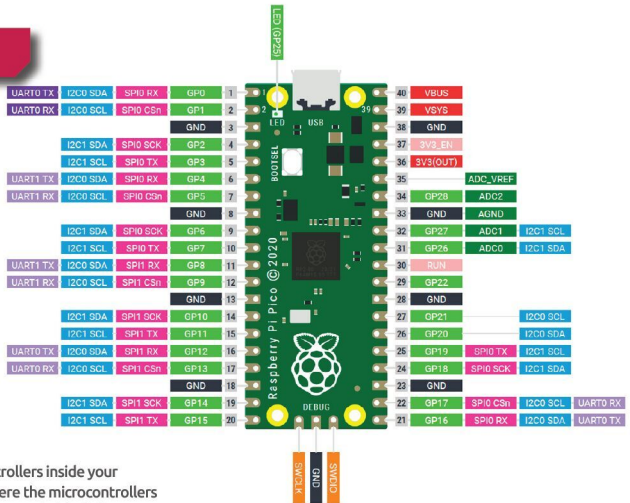 LED (GP25)
UART0 TX I2C0 SDA SPI0 RX GP0 1 1 40 VBUS
UART0 RX I2C0 SCL SPI0 CSn GP1 2 2 39 39 VSYS
LED USB
GND 3 38 GND
I2C1 SDA SPI0 SCK GP2 4 37 3V3_EN
I2C1 SCL SPI0 TX GP3 5 36 3V3(OUT)
BOOTSEL
UART1 TX I2C0 SDA SPI0 RX GP4 6 35 ADC_VREF
UART1 RX I2C0 SCL SPI0 CSn GP5 7 34 GP28 ADC2
GND 8 33 GND AGND
I2C1 SDA SPI0 SCK GP6 9 32 GP27 ADC1 I2C1 SCL
I2C1 SCL SPI0 TX GP7 10 31 GP26 ADC0 I2C1 SDA
UART1 TX I2C0 SDA SPI1 RX GP8 11 30 RUN
UART1 RX I2C0 SCL SPI1 CSn GP9 12 29 GP22
GND 13 28 GND
I2C1 SDA SPI1 SCK GP10 14 27 GP21 I2C0 SCL
I2C1 SCL SPI1 TX GP11 15 26 GP20 I2C0 SDA
UART0 TX I2C0 SDA SPI1 RX GP12 16 25 GP19 SPI0 TX I2C1 SCL
UART0 RX I2C0 SCL SPI1 CSn GP13 17 24 GP18 SPI0 SCK I2C1 SDA
GND 18 23 GND
I2C1 SDA SPI1 SCK GP14 19 22 GP17 SPI0 CSn I2C0 SCL UART0 RX
I2C1 SCL SPI1 TX GP15 20 21 GP16 SPI0 RX I2C0 SDA UART0 TX
Raspberry Pi Pico © 2020
DEBUG
SWCLK
GND
SWDIO
trollers inside your
ere the microcontrollers